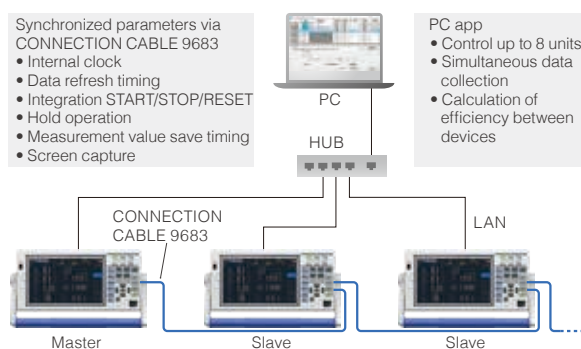 Synchronized parameters via
CONNECTION CABLE 9683
• Internal clock
• Data refresh timing
• Integration START/STOP/RESET
• Hold operation
• Measurement value save timing
• Screen capture
PC app
• Control up to 8 units
• Simultaneous data
collection
• Calculation of
efficiency between
devices
PC
HUB
CONNECTION
CABLE 9683
LAN
Master
Slave
Slave